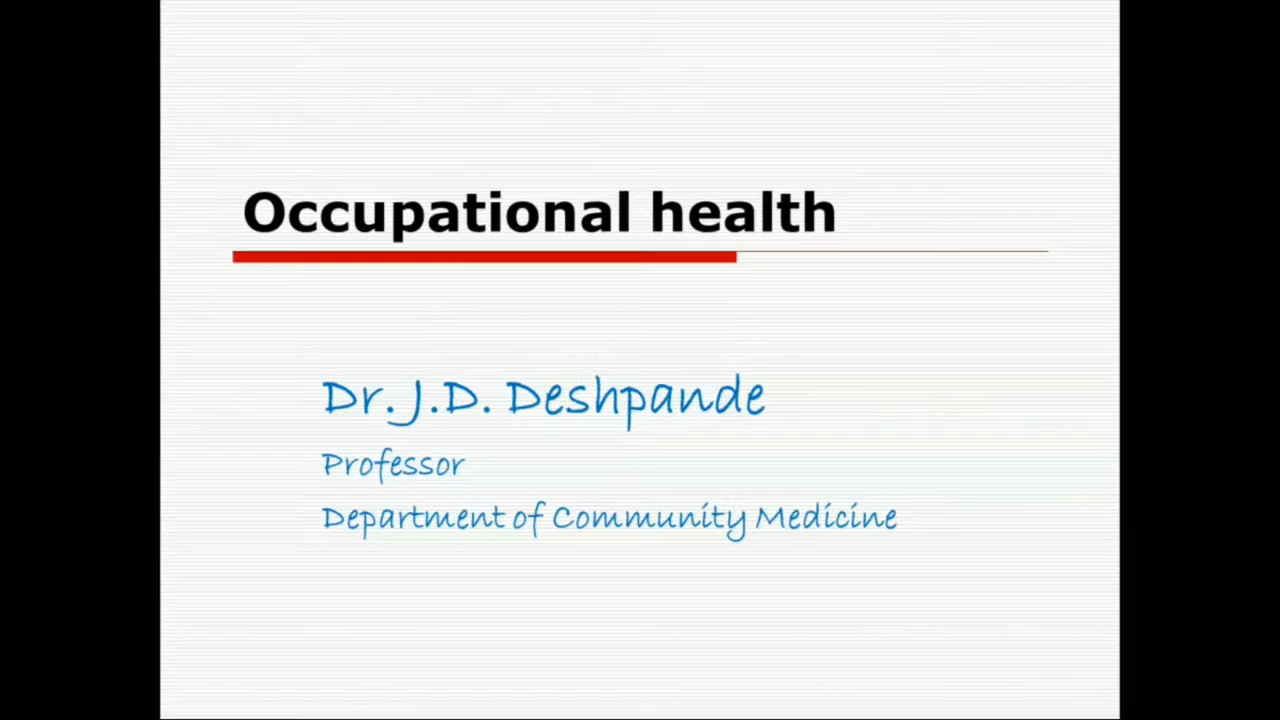 Occupational health
Dr. J.D. Deshpande
Professor
Department of Community Medicine